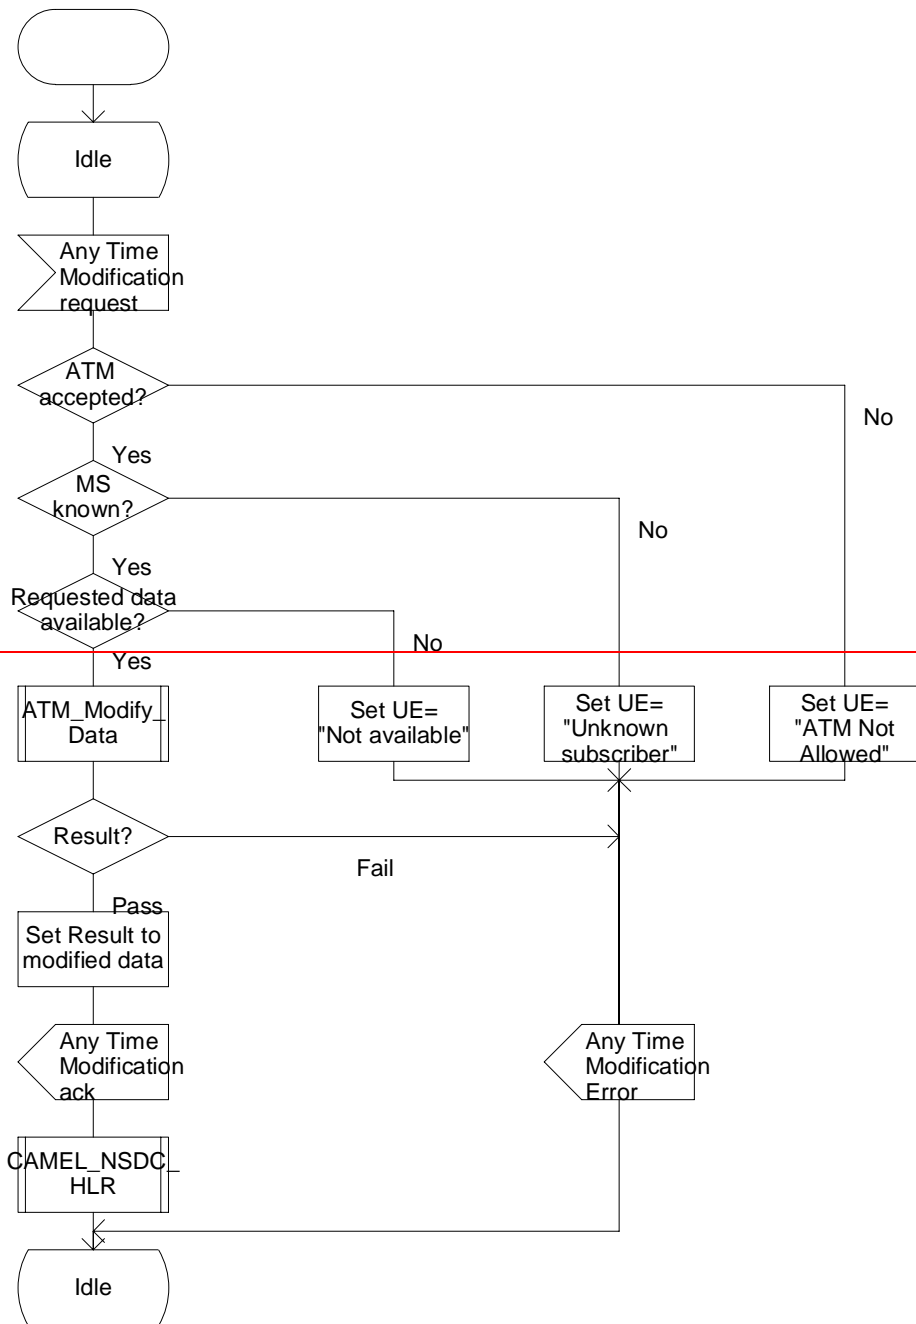 Idle
Any Time
Modification
request
ATM
accepted?
No
Yes
MS
known?
No
Yes
Requested data
available?
No
Yes
ATM_Modify_
Data
Set UE=
"Not available"
Set UE=
"Unknown
subscriber"
Set UE=
"ATM Not
Allowed"
Result?
Fail
Pass
Set Result to
modified data
Any Time
Modification
ack
Any Time
Modification
Error
CAMEL_NSDC_
HLR
Idle